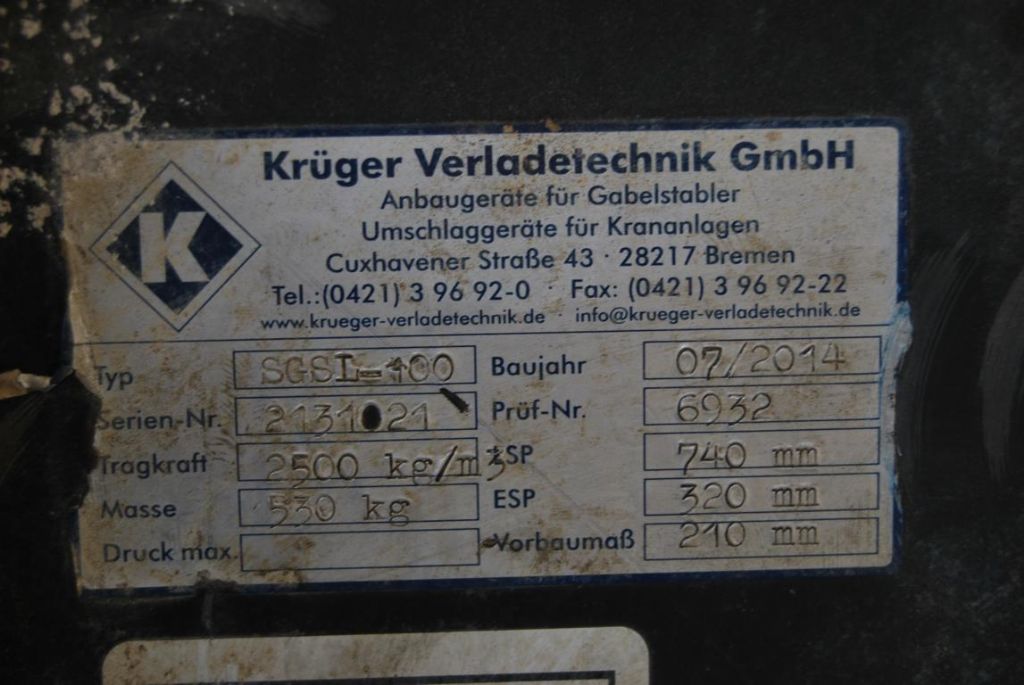 K
Krüger Verladetechnik GmbH
Anbaugeräte für Gabelstabler
Umschlaggeräte für Krananlagen
Cuxhavener Straße 43 · 28217 Bremen
Tel.:(0421) 3 96 92-0 · Fax: (0421) 3 96 92-22
www.krueger-verladetechnik.de · info@krueger-verladetechnik.de
Typ SGSL-100 Baujahr 07/2014
Serien-Nr. 2131 21 Prüf-Nr. 6932
Tragkraft 2500 kg/m3 SP 740 mm
Masse 530 kg ESP 320 mm
Druck max. Vorbaumaß 210 mm